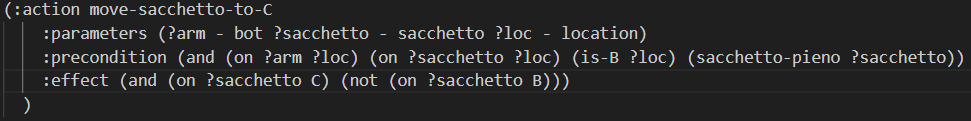 (:action move-sacchetto-to-C
:parameters (?arm - bot ?sacchetto - sacchetto ?loc - location)
:precondition (and (on ?arm ?loc) (on ?sacchetto ?loc) (is-B ?loc) (sacchetto-pieno ?sacchetto))
:effect (and (on ?sacchetto C) (not (on ?sacchetto B)))
)